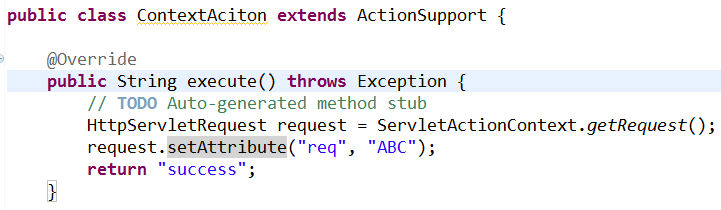 public class ContextAciton extends ActionSupport {
@Override
public String execute() throws Exception {
// TODO Auto-generated method stub
HttpServletRequest request = ServletActionContext.getRequest();
request.setAttribute("req", "ABC");
return "success";
}